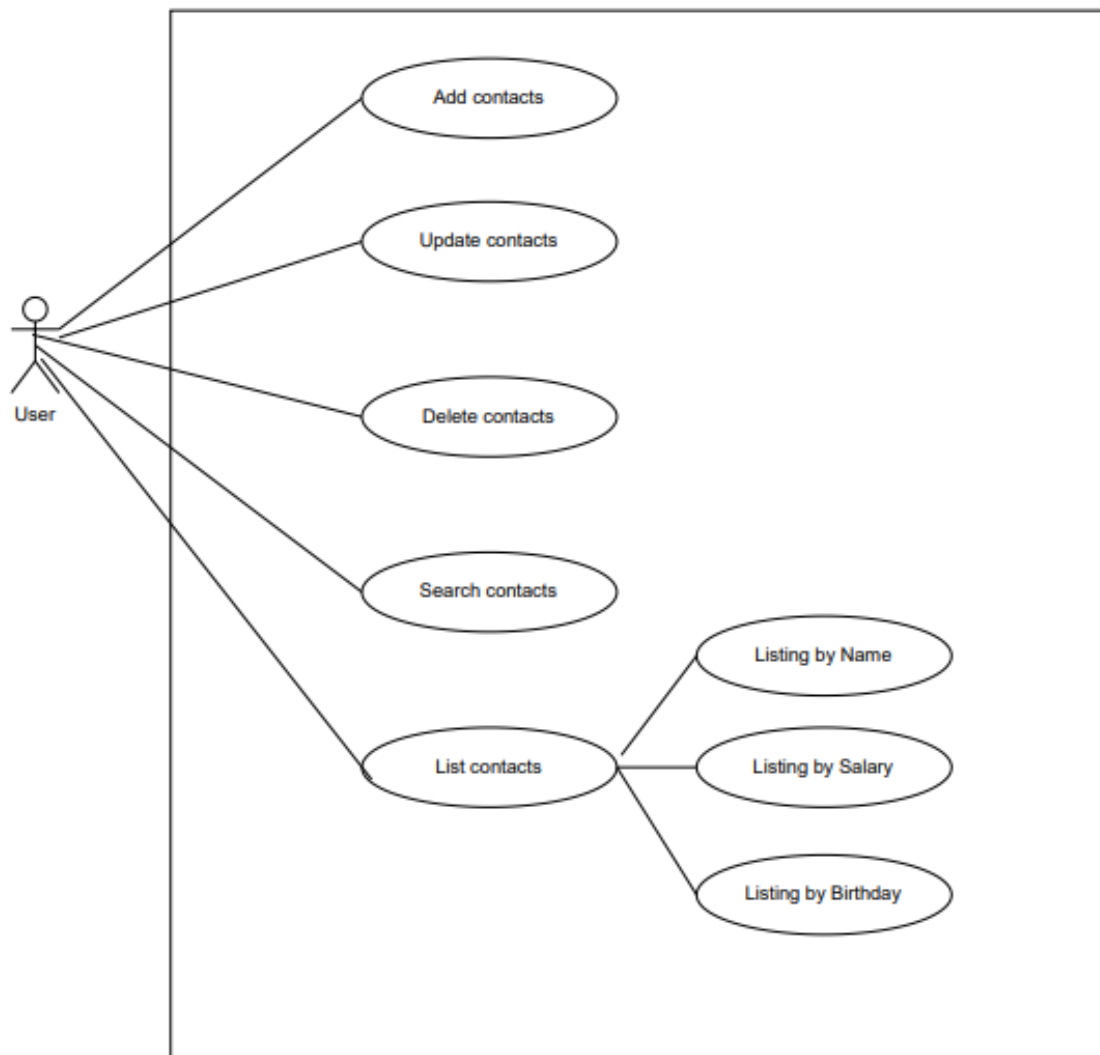 Add contacts
Update contacts
User
Delete contacts
Search contacts
Listing by Name
List contacts
Listing by Salary
Listing by Birthday